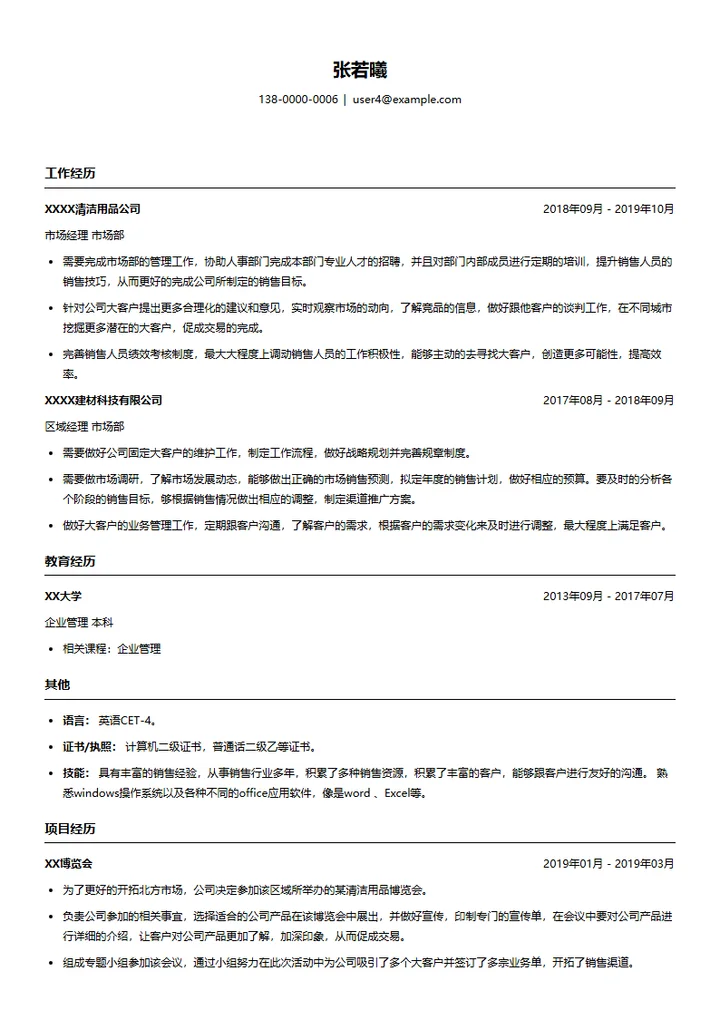 张若曦
138-0000-0006 | user4@example.com
工作经历
XXXX清洁用品公司 2018年09月 - 2019年10月
市场经理 市场部
• 需要完成市场部的管理工作，协助人事部门完成本部门专业人才的招聘，并且对部门内部成员进行定期的培训，提升销售人员的
销售技巧，从而更好的完成公司所制定的销售目标。
• 针对公司大客户提出更多合理化的建议和意见，实时观察市场的动向，了解竞品的信息，做好跟他客户的谈判工作，在不同城市
挖掘更多潜在的大客户，促成交易的完成。
• 完善销售人员绩效考核制度，最大大程度上调动销售人员的工作积极性，能够主动的去寻找大客户，创造更多可能性，提高效
率。
XXXX建材科技有限公司 2017年08月 - 2018年09月
区域经理 市场部
• 需要做好公司固定大客户的维护工作，制定工作流程，做好战略规划并完善规章制度。
• 需要做市场调研，了解市场发展动态，能够做出正确的市场销售预测，拟定年度的销售计划，做好相应的预算。要及时的分析各
个阶段的销售目标，够根据销售情况做出相应的调整，制定渠道推广方案。
• 做好大客户的业务管理工作，定期跟客户沟通，了解客户的需求，根据客户的需求变化来及时进行调整，最大程度上满足客户。
教育经历
XX大学 2013年09月 - 2017年07月
企业管理 本科
• 相关课程：企业管理
其他
• 语言： 英语CET-4。
• 证书/执照： 计算机二级证书，普通话二级乙等证书。
• 技能： 具有丰富的销售经验，从事销售行业多年，积累了多种销售资源，积累了丰富的客户，能够跟客户进行友好的沟通。 熟
悉windows操作系统以及各种不同的office应用软件，像是word 、Excel等。
项目经历
XX博览会 2019年01月 - 2019年03月
• 为了更好的开拓北方市场，公司决定参加该区域所举办的某清洁用品博览会。
• 负责公司参加的相关事宜，选择适合的公司产品在该博览会中展出，并做好宣传，印制专门的宣传单，在会议中要对公司产品进
行详细的介绍，让客户对公司产品更加了解，加深印象，从而促成交易。
• 组成专题小组参加该会议，通过小组努力在此次活动中为公司吸引了多个大客户并签订了多宗业务单，开拓了销售渠道。